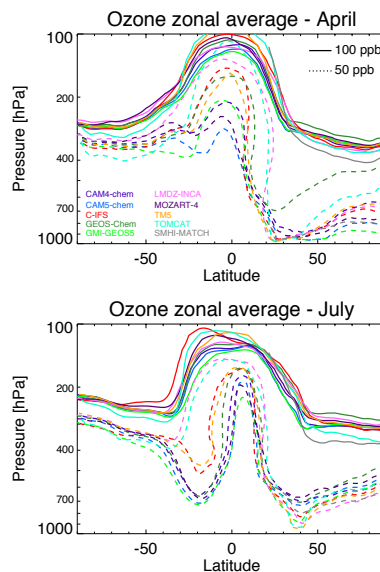 Ozone zonal average - April
100
200
400
700
1000
Pressure [hPa]
100 ppb
50 ppb
CAM4-chem LMDZ-INCA
CAM5-chem MOZART-4
C-IFS TM5
GEOS-Chem TOMCAT
GMI-GEOS5 SMHI-MATCH
-50 0 50
Latitude
Ozone zonal average - July
100
200
400
700
1000
Pressure [hPa]
-50 0 50
Latitude